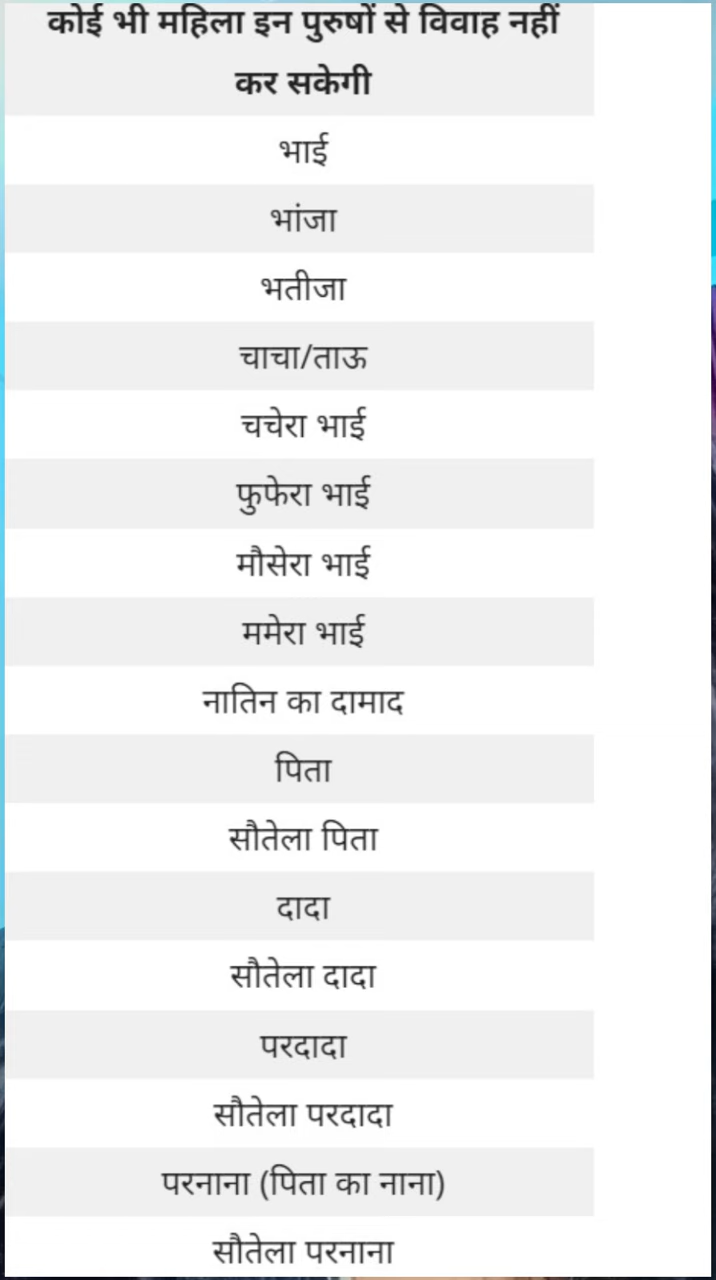 कोई भी महिला इन पुरुषों से विवाह नहीं
कर सकेगी
भाई
भांजा
भतीजा
चाचा/ताऊ
चचेरा भाई
फुफेरा भाई
मौसेरा भाई
ममेरा भाई
नातिन का दामाद
पिता
सौतेला पिता
दादा
सौतेला दादा
परदादा
सौतेला परदादा
परनाना (पिता का नाना)
सौतेला परनाना